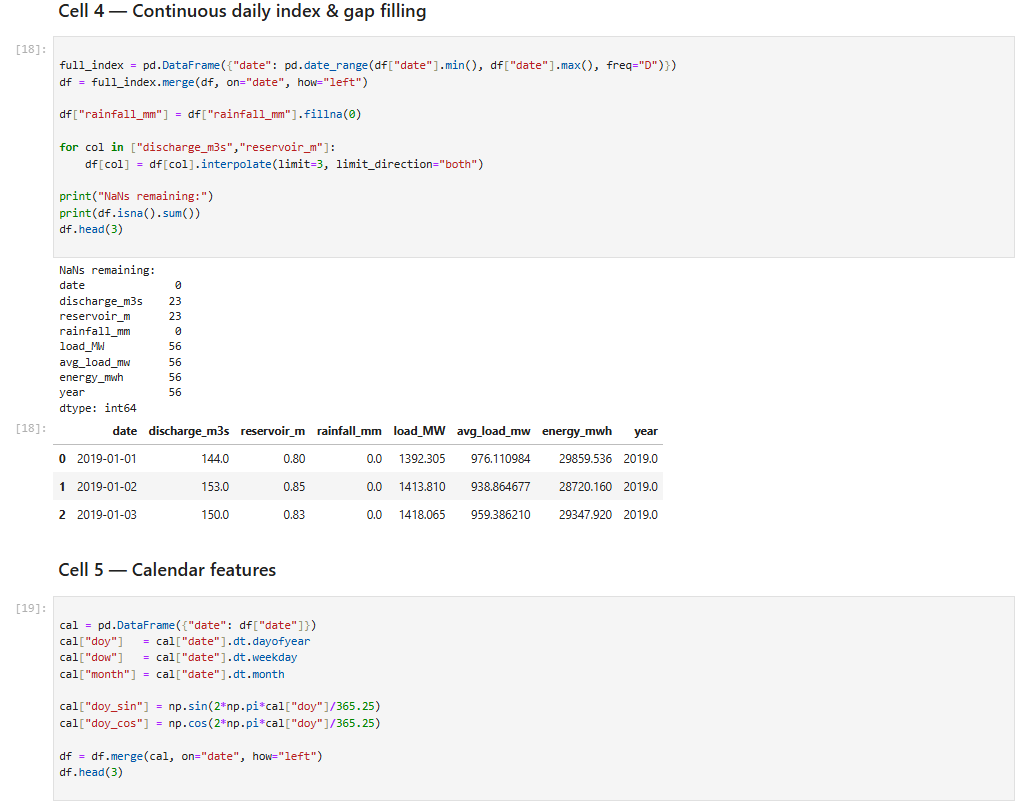 Cell 4 — Continuous daily index & gap filling
[18]:
full_index = pd.DataFrame({"date": pd.date_range(df["date"].min(), df["date"].max(), freq="D")})
df = full_index.merge(df, on="date", how="left")
df["rainfall_mm"] = df["rainfall_mm"].fillna(0)
for col in ["discharge_m3s","reservoir_m"]:
    df[col] = df[col].interpolate(limit=3, limit_direction="both")
print("NaNs remaining:")
print(df.isna().sum())
df.head(3)
NaNs remaining:
date 0
discharge_m3s 23
reservoir_m 23
rainfall_mm 0
load_MW 56
avg_load_mw 56
energy_mwh 56
year 56
dtype: int64
[18]:
date discharge_m3s reservoir_m rainfall_mm load_MW avg_load_mw energy_mwh year
0 2019-01-01 144.0 0.80 0.0 1392.305 976.110984 29859.536 2019.0
1 2019-01-02 153.0 0.85 0.0 1413.810 938.864677 28720.160 2019.0
2 2019-01-03 150.0 0.83 0.0 1418.065 959.386210 29347.920 2019.0
Cell 5 — Calendar features
[19]:
cal = pd.DataFrame({"date": df["date"]})
cal["doy"]   = cal["date"].dt.dayofyear
cal["dow"]   = cal["date"].dt.weekday
cal["month"] = cal["date"].dt.month
cal["doy_sin"] = np.sin(2*np.pi*cal["doy"]/365.25)
cal["doy_cos"] = np.cos(2*np.pi*cal["doy"]/365.25)
df = df.merge(cal, on="date", how="left")
df.head(3)